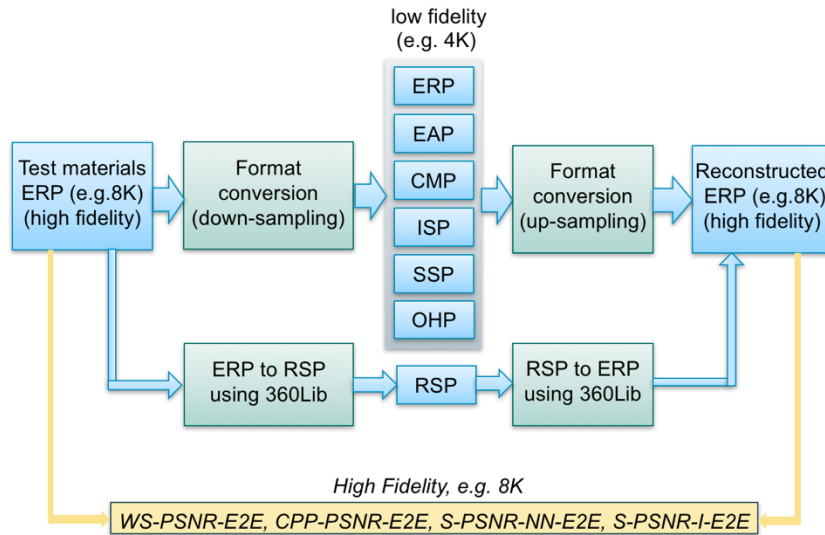 low fidelity
(e.g. 4K)
ERP
EAP
CMP
ISP
SSP
OHP
Test materials
ERP (e.g.8K)
(high fidelity)
Format
conversion
(down-sampling)
Format
conversion
(up-sampling)
Reconstructed
ERP (e.g.8K)
(high fidelity)
ERP to RSP
using 360Lib
RSP
RSP to ERP
using 360Lib
High Fidelity, e.g. 8K
WS-PSNR-E2E, CPP-PSNR-E2E, S-PSNR-NN-E2E, S-PSNR-I-E2E